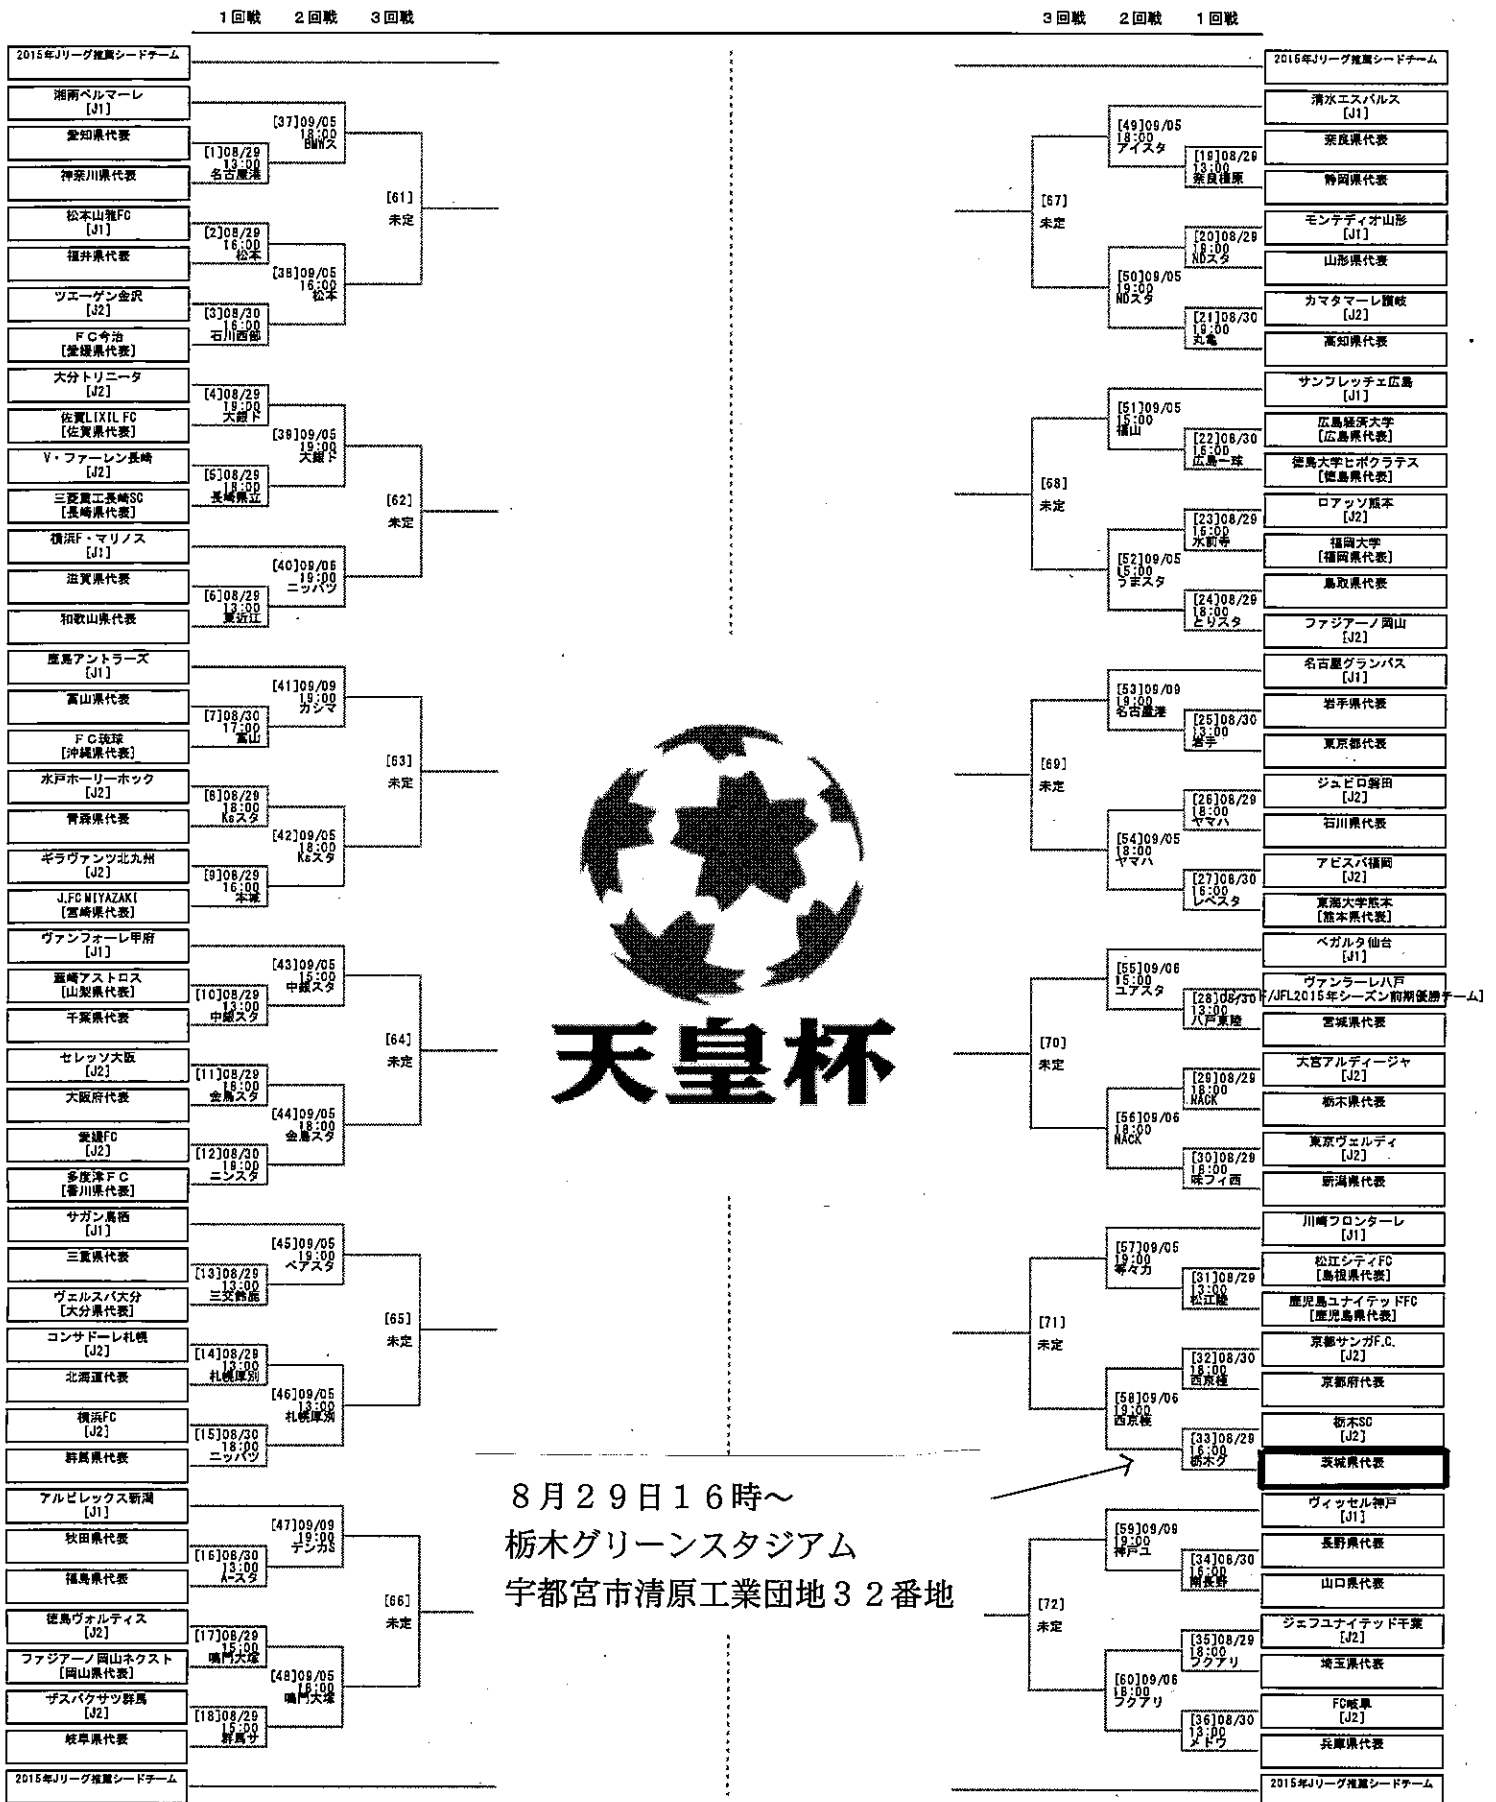 1回戦 2回戦 3回戦
3回戦 2回戦 1回戦
2015年Jリーグ推薦シードチーム
湘南ベルマーレ
[J1]
[37]09/05
18:00
BMWス
愛知県代表
[1]08/29
13:00
名古屋港
神奈川県代表
[61]
未定
松本山雅FC
[J1]
[2]08/29
16:00
松本
福井県代表
[38]09/05
16:00
松本
ツエーゲン金沢
[J2]
[3]08/30
16:00
石川西部
FC今治
[愛媛県代表]
大分トリニータ
[J2]
[4]08/29
19:00
大銀ド
佐賀LIXIL FC
[佐賀県代表]
[39]09/05
19:00
大銀ド
V・ファーレン長崎
[J2]
[5]08/29
18:00
長崎県立
三菱重工長崎SC
[長崎県代表]
[62]
未定
横浜F・マリノス
[J1]
[40]09/06
19:00
ニッパツ
滋賀県代表
[6]08/29
13:00
東近江
和歌山県代表
鹿島アントラーズ
[J1]
[41]09/09
19:00
カシマ
富山県代表
[7]08/30
17:00
富山
FC琉球
[沖縄県代表]
[63]
未定
水戸ホーリーホック
[J2]
[8]08/29
18:00
Ksスタ
青森県代表
[42]09/05
18:00
Ksスタ
ギラヴァンツ北九州
[J2]
[9]08/29
16:00
本城
J.FC MIYAZAKI
[宮崎県代表]
ヴァンフォーレ甲府
[J1]
[43]09/05
15:00
中銀スタ
韮崎アストロス
[山梨県代表]
[10]08/29
13:00
中銀スタ
千葉県代表
[64]
未定
セレッソ大阪
[J2]
[11]08/29
18:00
金鳥スタ
大阪府代表
[44]09/05
18:00
金鳥スタ
愛媛FC
[J2]
[12]08/30
19:00
ニンスタ
多度津FC
[香川県代表]
サガン鳥栖
[J1]
[45]09/05
19:00
ベアスタ
三重県代表
[13]08/29
13:00
三交鈴鹿
ヴェルスパ大分
[大分県代表]
[65]
未定
コンサドーレ札幌
[J2]
[14]08/29
13:00
札幌厚別
北海道代表
[46]09/05
13:00
札幌厚別
横浜FC
[J2]
[15]08/30
18:00
ニッパツ
群馬県代表
アルビレックス新潟
[J1]
[47]09/09
19:00
デンカS
秋田県代表
[16]08/30
13:00
A-スタ
福島県代表
[66]
未定
徳島ヴォルティス
[J2]
[17]08/29
15:00
鳴門大塚
ファジアーノ岡山ネクスト
[岡山県代表]
[48]09/05
16:00
鳴門大塚
ザスパクサツ群馬
[J2]
[18]08/29
15:00
群馬サ
岐阜県代表
2015年Jリーグ推薦シードチーム
天皇杯
8月29日16時~
栃木グリーンスタジアム
宇都宮市清原工業団地32番地
2015年Jリーグ推薦シードチーム
清水エスパルス
[J1]
[49]09/05
18:00
アイスタ
奈良県代表
[19]08/29
13:00
奈良橿原
静岡県代表
[67]
未定
モンテディオ山形
[J1]
[20]08/29
19:00
NDスタ
山形県代表
[50]09/05
19:00
NDスタ
カマタマーレ讃岐
[J2]
[21]08/30
19:00
丸亀
高知県代表
サンフレッチェ広島
[J1]
[51]09/05
15:00
福山
広島経済大学
[広島県代表]
[22]08/30
16:00
広島一球
徳島大学ヒポクラテス
[徳島県代表]
[68]
未定
ロアッソ熊本
[J2]
[23]08/29
16:00
水前寺
福岡大学
[福岡県代表]
[52]09/05
15:00
うまスタ
鳥取県代表
[24]08/29
18:00
とりスタ
ファジアーノ岡山
[J2]
名古屋グランパス
[J1]
[53]09/09
19:00
名古屋港
岩手県代表
[25]08/30
13:00
岩手
東京都代表
[69]
未定
ジュビロ磐田
[J2]
[26]08/29
18:00
ヤマハ
石川県代表
[54]09/05
18:00
ヤマハ
アビスパ福岡
[J2]
[27]08/30
16:00
レベスタ
東海大学熊本
[熊本県代表]
ベガルタ仙台
[J1]
[55]09/06
15:00
ユアスタ
ヴァンラーレ八戸
/JFL2015年シーズン前期優勝チーム]
[28]08/30
13:00
八戸東陸
宮城県代表
[70]
未定
大宮アルディージャ
[J2]
[29]08/29
18:00
NACK
栃木県代表
[56]09/06
18:00
NACK
東京ヴェルディ
[J2]
[30]08/29
18:00
味フィ西
新潟県代表
川崎フロンターレ
[J1]
[57]09/05
19:00
等々力
松江シティFC
[島根県代表]
[31]08/29
13:00
松江陸
鹿児島ユナイテッドFC
[鹿児島県代表]
[71]
未定
京都サンガF.C.
[J2]
[32]08/30
18:00
西京極
京都府代表
[58]09/06
19:00
西京極
栃木SC
[J2]
[33]08/29
16:00
栃木グ
茨城県代表
ヴィッセル神戸
[J1]
[59]09/09
19:00
神戸ユ
長野県代表
[34]08/30
16:00
南長野
山口県代表
[72]
未定
ジェフユナイテッド千葉
[J2]
[35]08/29
18:00
フクアリ
埼玉県代表
[60]09/06
18:00
フクアリ
FC岐阜
[J2]
[36]08/30
13:00
メドウ
兵庫県代表
2015年Jリーグ推薦シードチーム